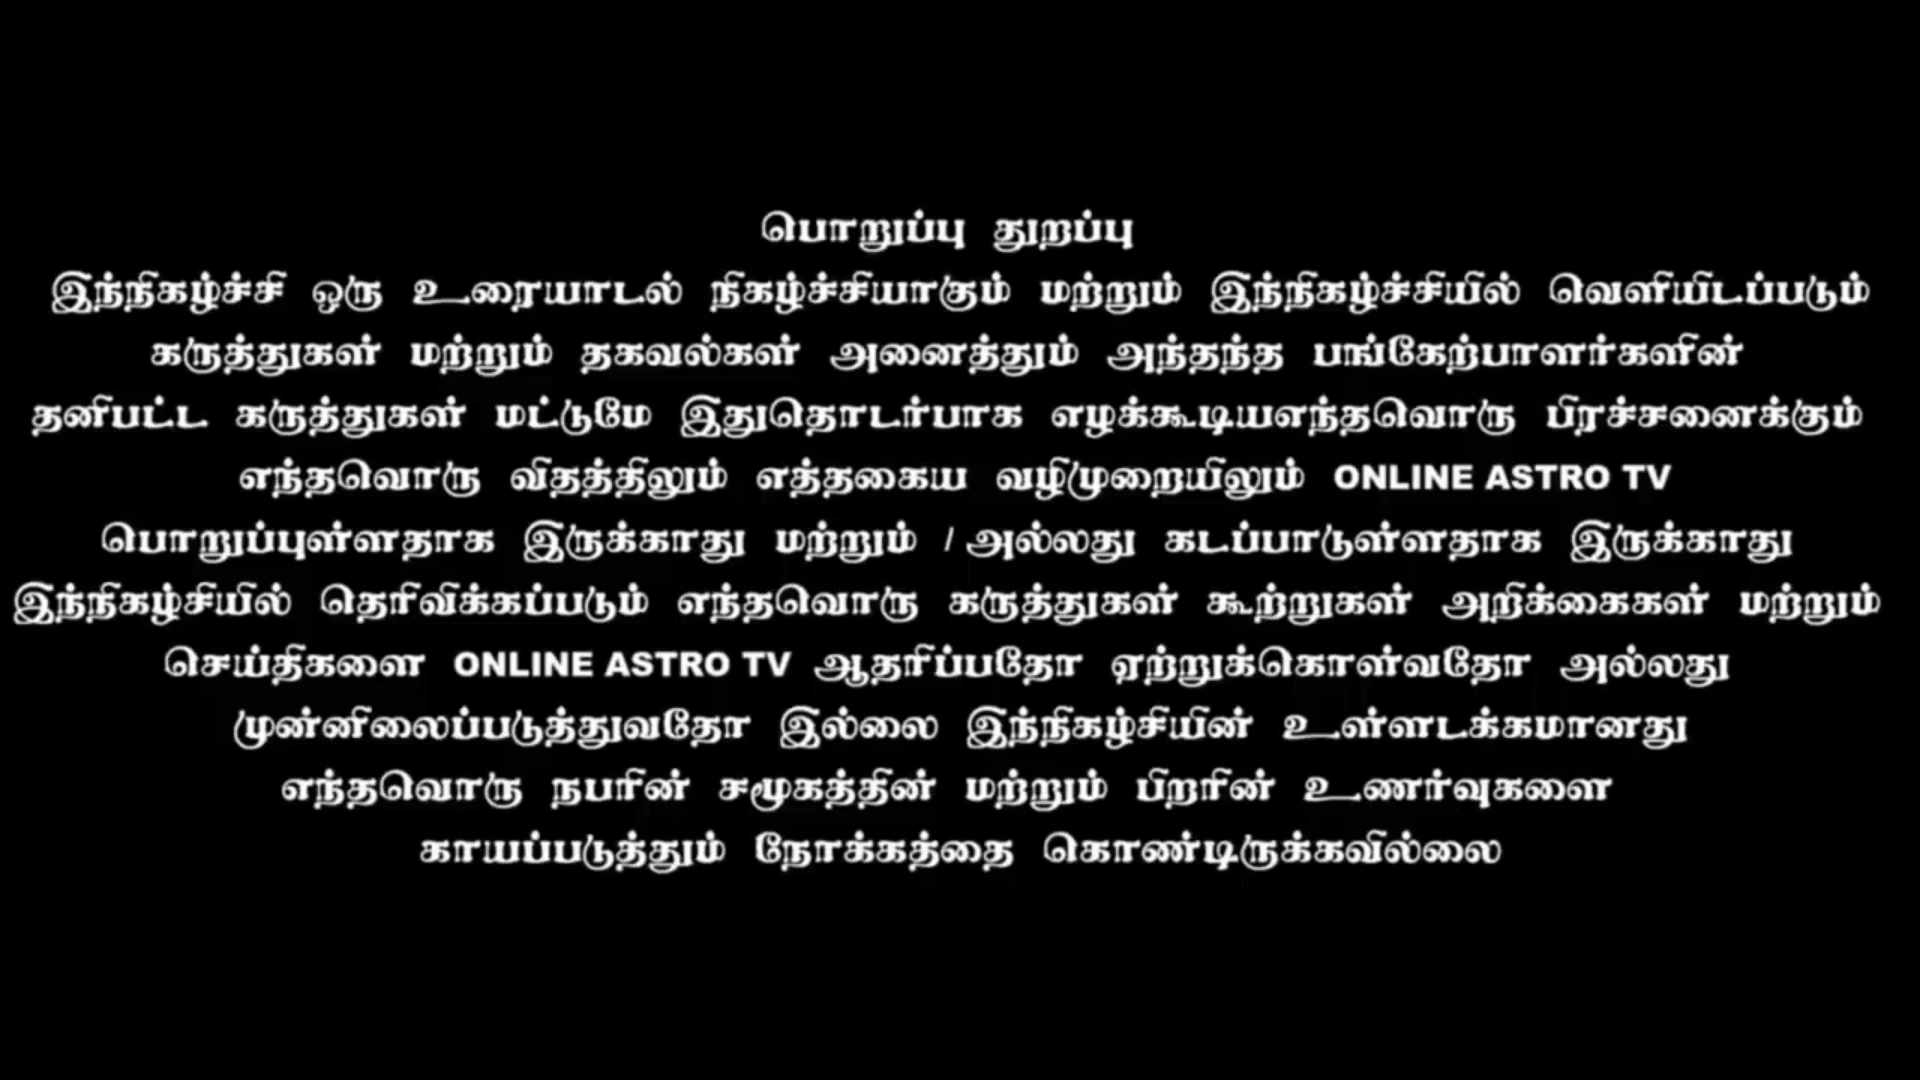 பொறுப்பு துறப்பு
இந்நிகழ்ச்சி ஒரு உரையாடல் நிகழ்ச்சியாகும் மற்றும் இந்நிகழ்ச்சியில் வெளியிடப்படும்
கருத்துகள் மற்றும் தகவல்கள் அனைத்தும் அந்தந்த பங்கேற்பாளர்களின்
தனிபட்ட கருத்துகள் மட்டுமே இதுதொடர்பாக எழக்கூடியஎந்தவொரு பிரச்சனைக்கும்
எந்தவொரு விதத்திலும் எத்தகைய வழிமுறையிலும் ONLINE ASTRO TV
பொறுப்புள்ளதாக இருக்காது மற்றும் / அல்லது கடப்பாடுள்ளதாக இருக்காது
இந்நிகழ்சியில் தெரிவிக்கப்படும் எந்தவொரு கருத்துகள் கூற்றுகள் அறிக்கைகள் மற்றும்
செய்திகளை ONLINE ASTRO TV ஆதரிப்பதோ ஏற்றுக்கொள்வதோ அல்லது
முன்னிலைப்படுத்துவதோ இல்லை இந்நிகழ்சியின் உள்ளடக்கமானது
எந்தவொரு நபரின் சமூகத்தின் மற்றும் பிறரின் உணர்வுகளை
காயப்படுத்தும் நோக்கத்தை கொண்டிருக்கவில்லை